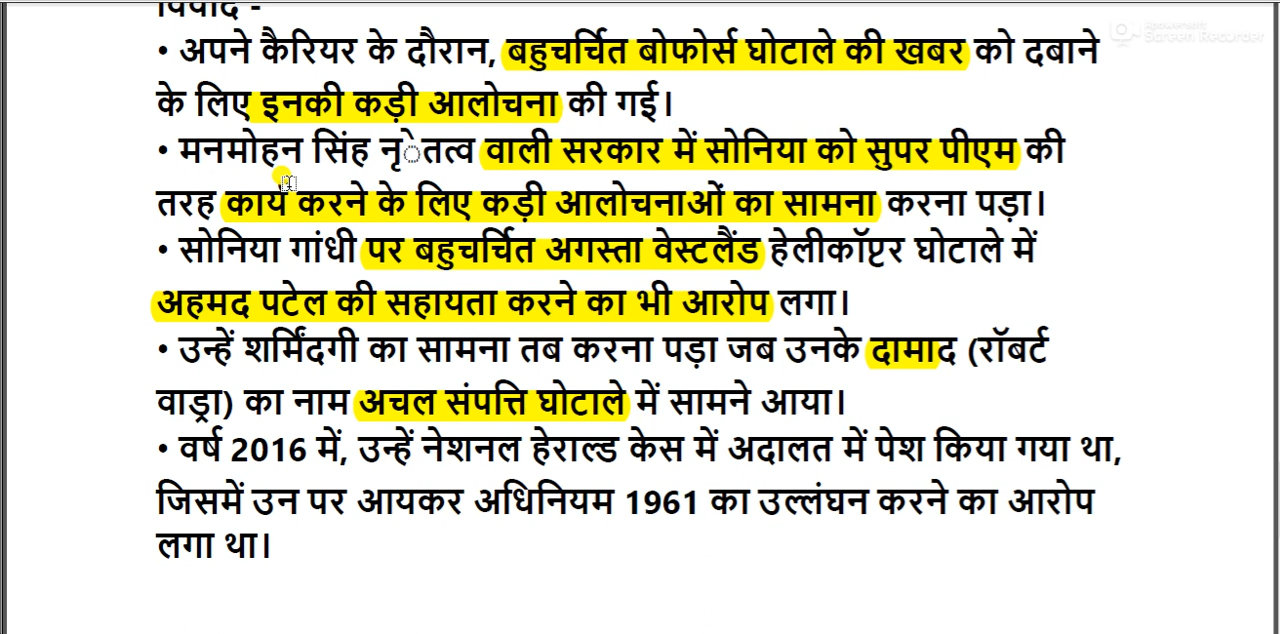 विवाद -
• अपने कैरियर के दौरान, बहुचर्चित बोफोर्स घोटाले की खबर को दबाने
के लिए इनकी कड़ी आलोचना की गई।
• मनमोहन सिंह नृेतत्व वाली सरकार में सोनिया को सुपर पीएम की
तरह कार्य करने के लिए कड़ी आलोचनाओं का सामना करना पड़ा।
• सोनिया गांधी पर बहुचर्चित अगस्ता वेस्टलैंड हेलीकॉप्टर घोटाले में
अहमद पटेल की सहायता करने का भी आरोप लगा।
• उन्हें शर्मिंदगी का सामना तब करना पड़ा जब उनके दामाद (रॉबर्ट
वाड्रा) का नाम अचल संपत्ति घोटाले में सामने आया।
• वर्ष 2016 में, उन्हें नेशनल हेराल्ड केस में अदालत में पेश किया गया था,
जिसमें उन पर आयकर अधिनियम 1961 का उल्लंघन करने का आरोप
लगा था।
Apowersoft
Screen Recorder